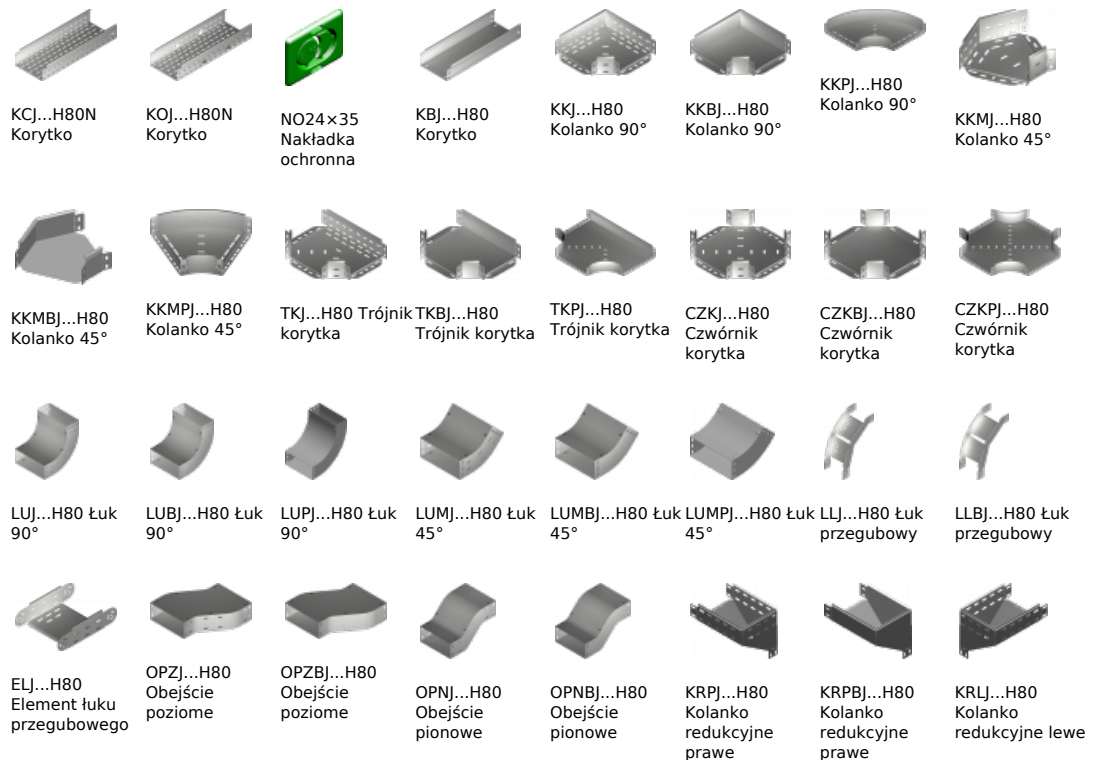 KCJ...H80N
Korytko
KOJ...H80N
Korytko
NO24×35
Nakładka
ochronna
KBJ...H80
Korytko
KKJ...H80
Kolanko 90°
KKBJ...H80
Kolanko 90°
KKPJ...H80
Kolanko 90°
KKMJ...H80
Kolanko 45°
KKMBJ...H80
Kolanko 45°
KKMPJ...H80
Kolanko 45°
TKJ...H80 Trójnik
korytka
TKBJ...H80
Trójnik korytka
TKPJ...H80
Trójnik korytka
CZKJ...H80
Czwórnik
korytka
CZKBJ...H80
Czwórnik
korytka
CZKPJ...H80
Czwórnik
korytka
LUJ...H80 Łuk
90°
LUBJ...H80 Łuk
90°
LUPJ...H80 Łuk
90°
LUMJ...H80 Łuk
45°
LUMBJ...H80 Łuk
45°
LUMPJ...H80 Łuk
45°
LLJ...H80 Łuk
przegubowy
LLBJ...H80 Łuk
przegubowy
ELJ...H80
Element łuku
przegubowego
OPZJ...H80
Obejście
poziome
OPZBJ...H80
Obejście
poziome
OPNJ...H80
Obejście
pionowe
OPNBJ...H80
Obejście
pionowe
KRPJ...H80
Kolanko
redukcyjne
prawe
KRPBJ...H80
Kolanko
redukcyjne
prawe
KRLJ...H80
Kolanko
redukcyjne lewe